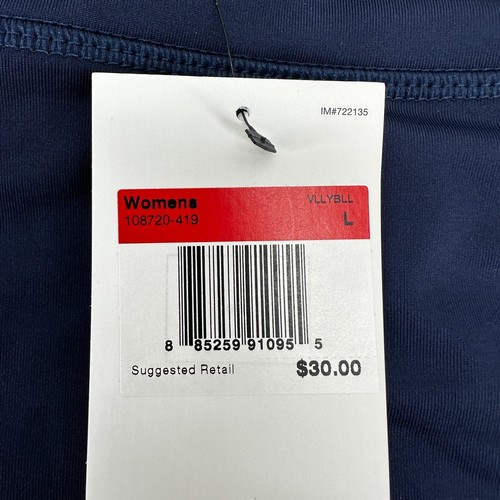 IM#722135
Womens VLLYBLL
108720-419 L
8 85259 91095 5
Suggested Retail $30.00